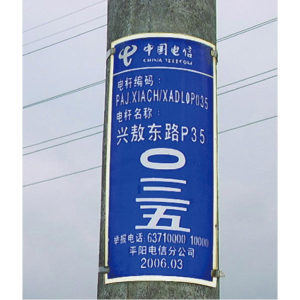 中国电信
CHINA TELECOM
电杆编码:
PAJ.XIACH/XADL0P035
电杆名称:
兴敖东路P35
〇三五
举报电话:63710000 10000
平阳电信分公司
2006.03